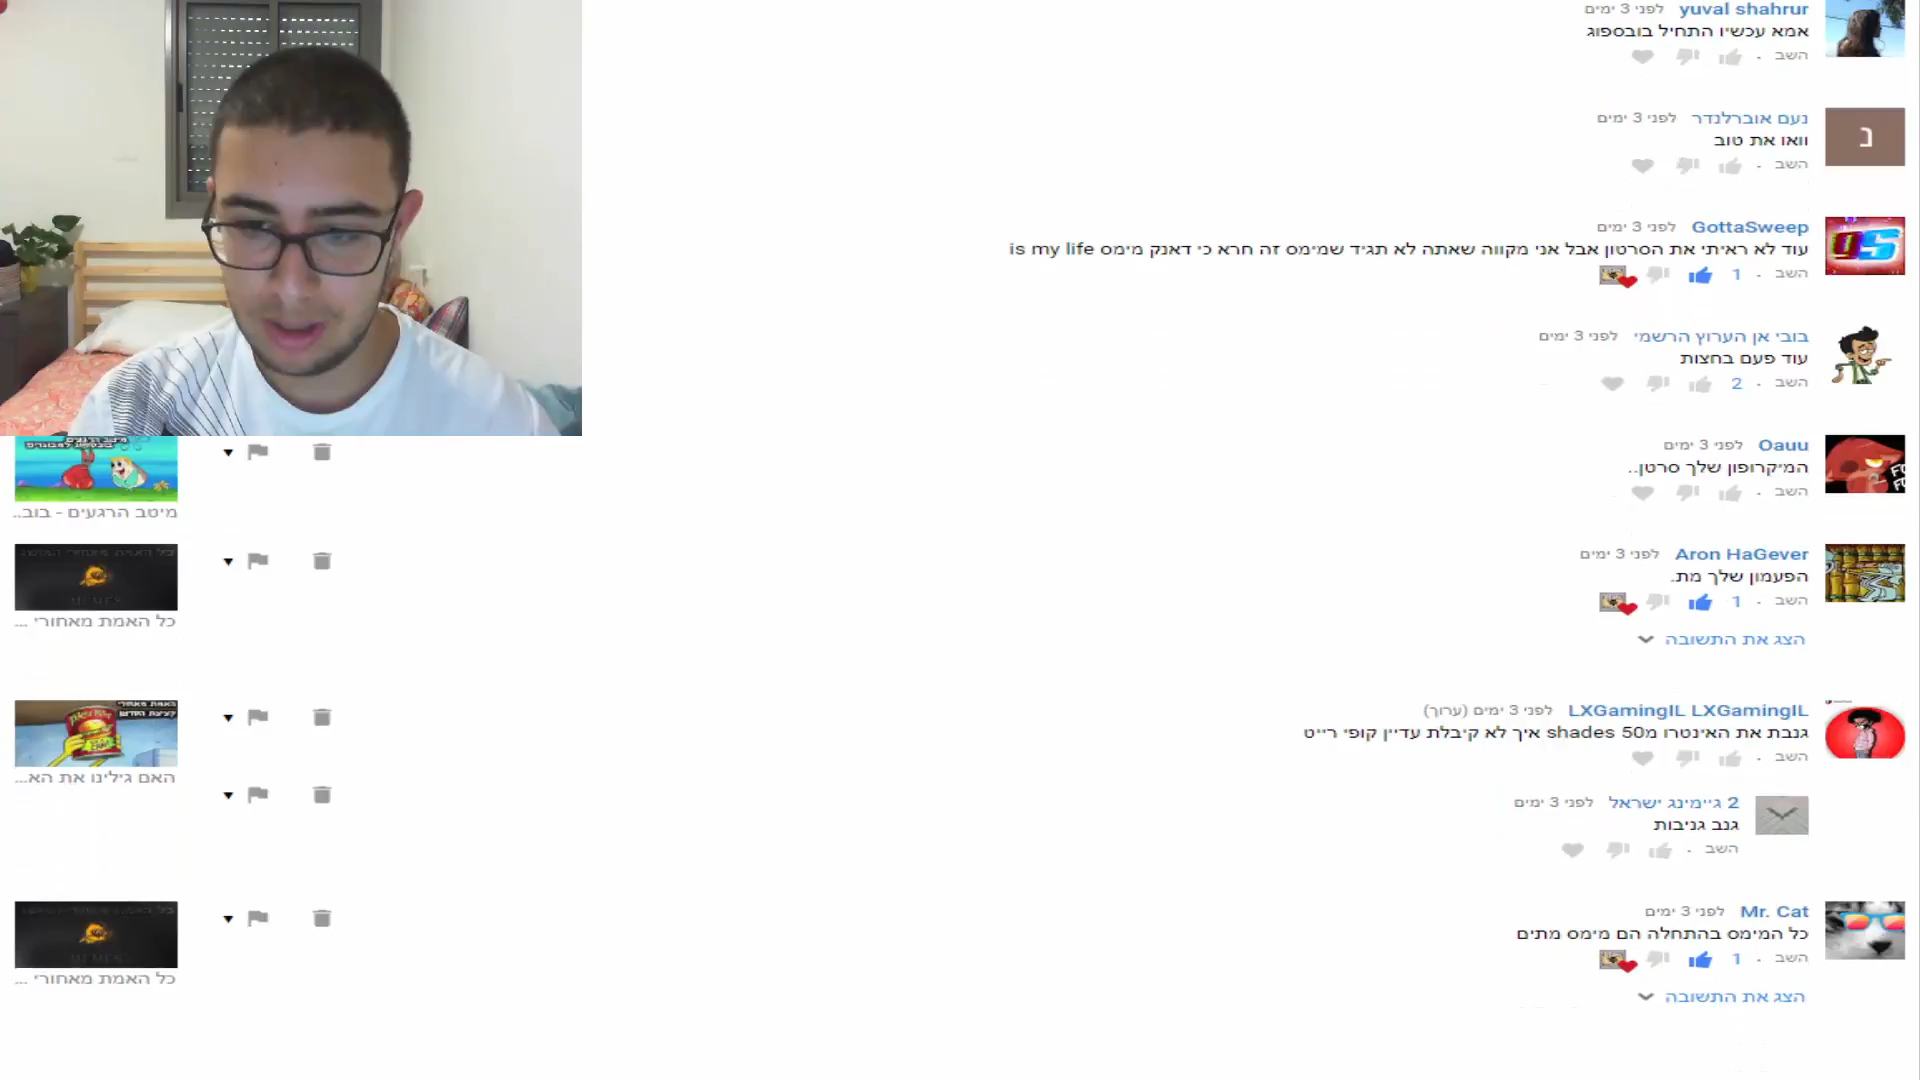 yuval shahrur לפני 3 ימים
אמא עכשיו התחיל בובספוג
השב
נ
נעם אוברלנדר לפני 3 ימים
וואו את טוב
השב
GottaSweep לפני 3 ימים
עוד לא ראיתי את הסרטון אבל אני מקווה שאתה לא תגיד שמימס זה חרא כי דאנק מימס is my life
השב · 1
בובי אן הערוץ הרשמי לפני 3 ימים
עוד פעם בחצות
השב · 2
Oauu לפני 3 ימים
המיקרופון שלך סרטן..
השב
מיטב הרגעים - בוב...
Aron HaGever לפני 3 ימים
הפעמון שלך מת.
השב · 1
הצג את התשובה
כל האמת מאחורי ...
LXGamingIL LXGamingIL לפני 3 ימים (ערוך)
גנבת את האינטרו מ50 shades איך לא קיבלת עדיין קופי רייט
השב
האמת מאחורי
האם גילינו את הא...
2 גיימינג ישראל לפני 3 ימים
גנב גניבות
השב
Mr. Cat לפני 3 ימים
כל המימס בהתחלה הם מימס מתים
השב · 1
הצג את התשובה
כל האמת מאחורי ...